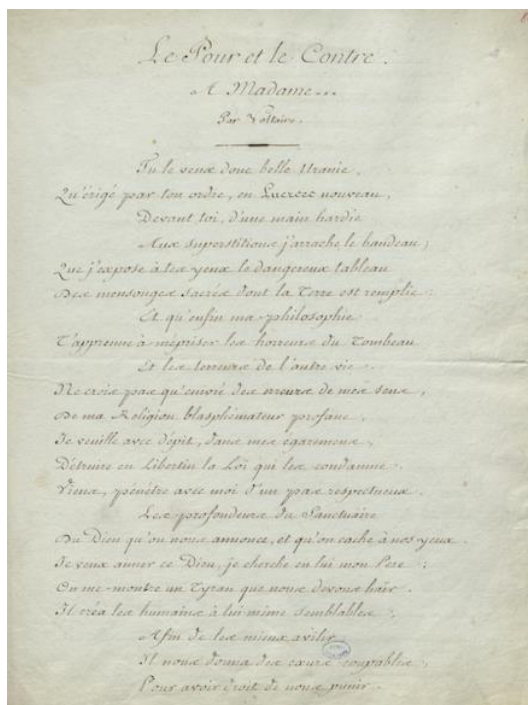 Le Pour et le Contre.
A Madame...
Par Voltaire.
Tu le veux donc belle Uranie,
Qu'érigé par ton ordre, en Lucrece nouveau,
Devant toi, d'une main hardie
Aux superstitions j'arrache le bandeau;
Que j'expose à tes yeux le dangereux tableau
Des mensonges sacrés dont la Terre est remplie:
Et qu'enfin ma philosophie
T'apprenne à mépriser les horreurs du Tombeau
Et les terreurs de l'autre vie.
Ne crois pas qu'enivré des erreurs de mes sens,
De ma Religion blasphémateur profane,
Je veuille avec dépit, dans mes égaremens,
Détruire en Libertin la Loi qui les condamne.
Viens, pénètre avec moi d'un pas respectueux,
Les profondeurs du Sanctuaire
Du Dieu qu'on nous annonce, et qu'on cache à nos yeux.
Je veux aimer ce Dieu, je cherche en lui mon Pere:
On me montre un Tyran que nous devons haïr.
Il créa les humains à lui même semblables,
Afin de les mieux avilir
Il nous donna des cœurs coupables,
Pour avoir droit de nous punir.